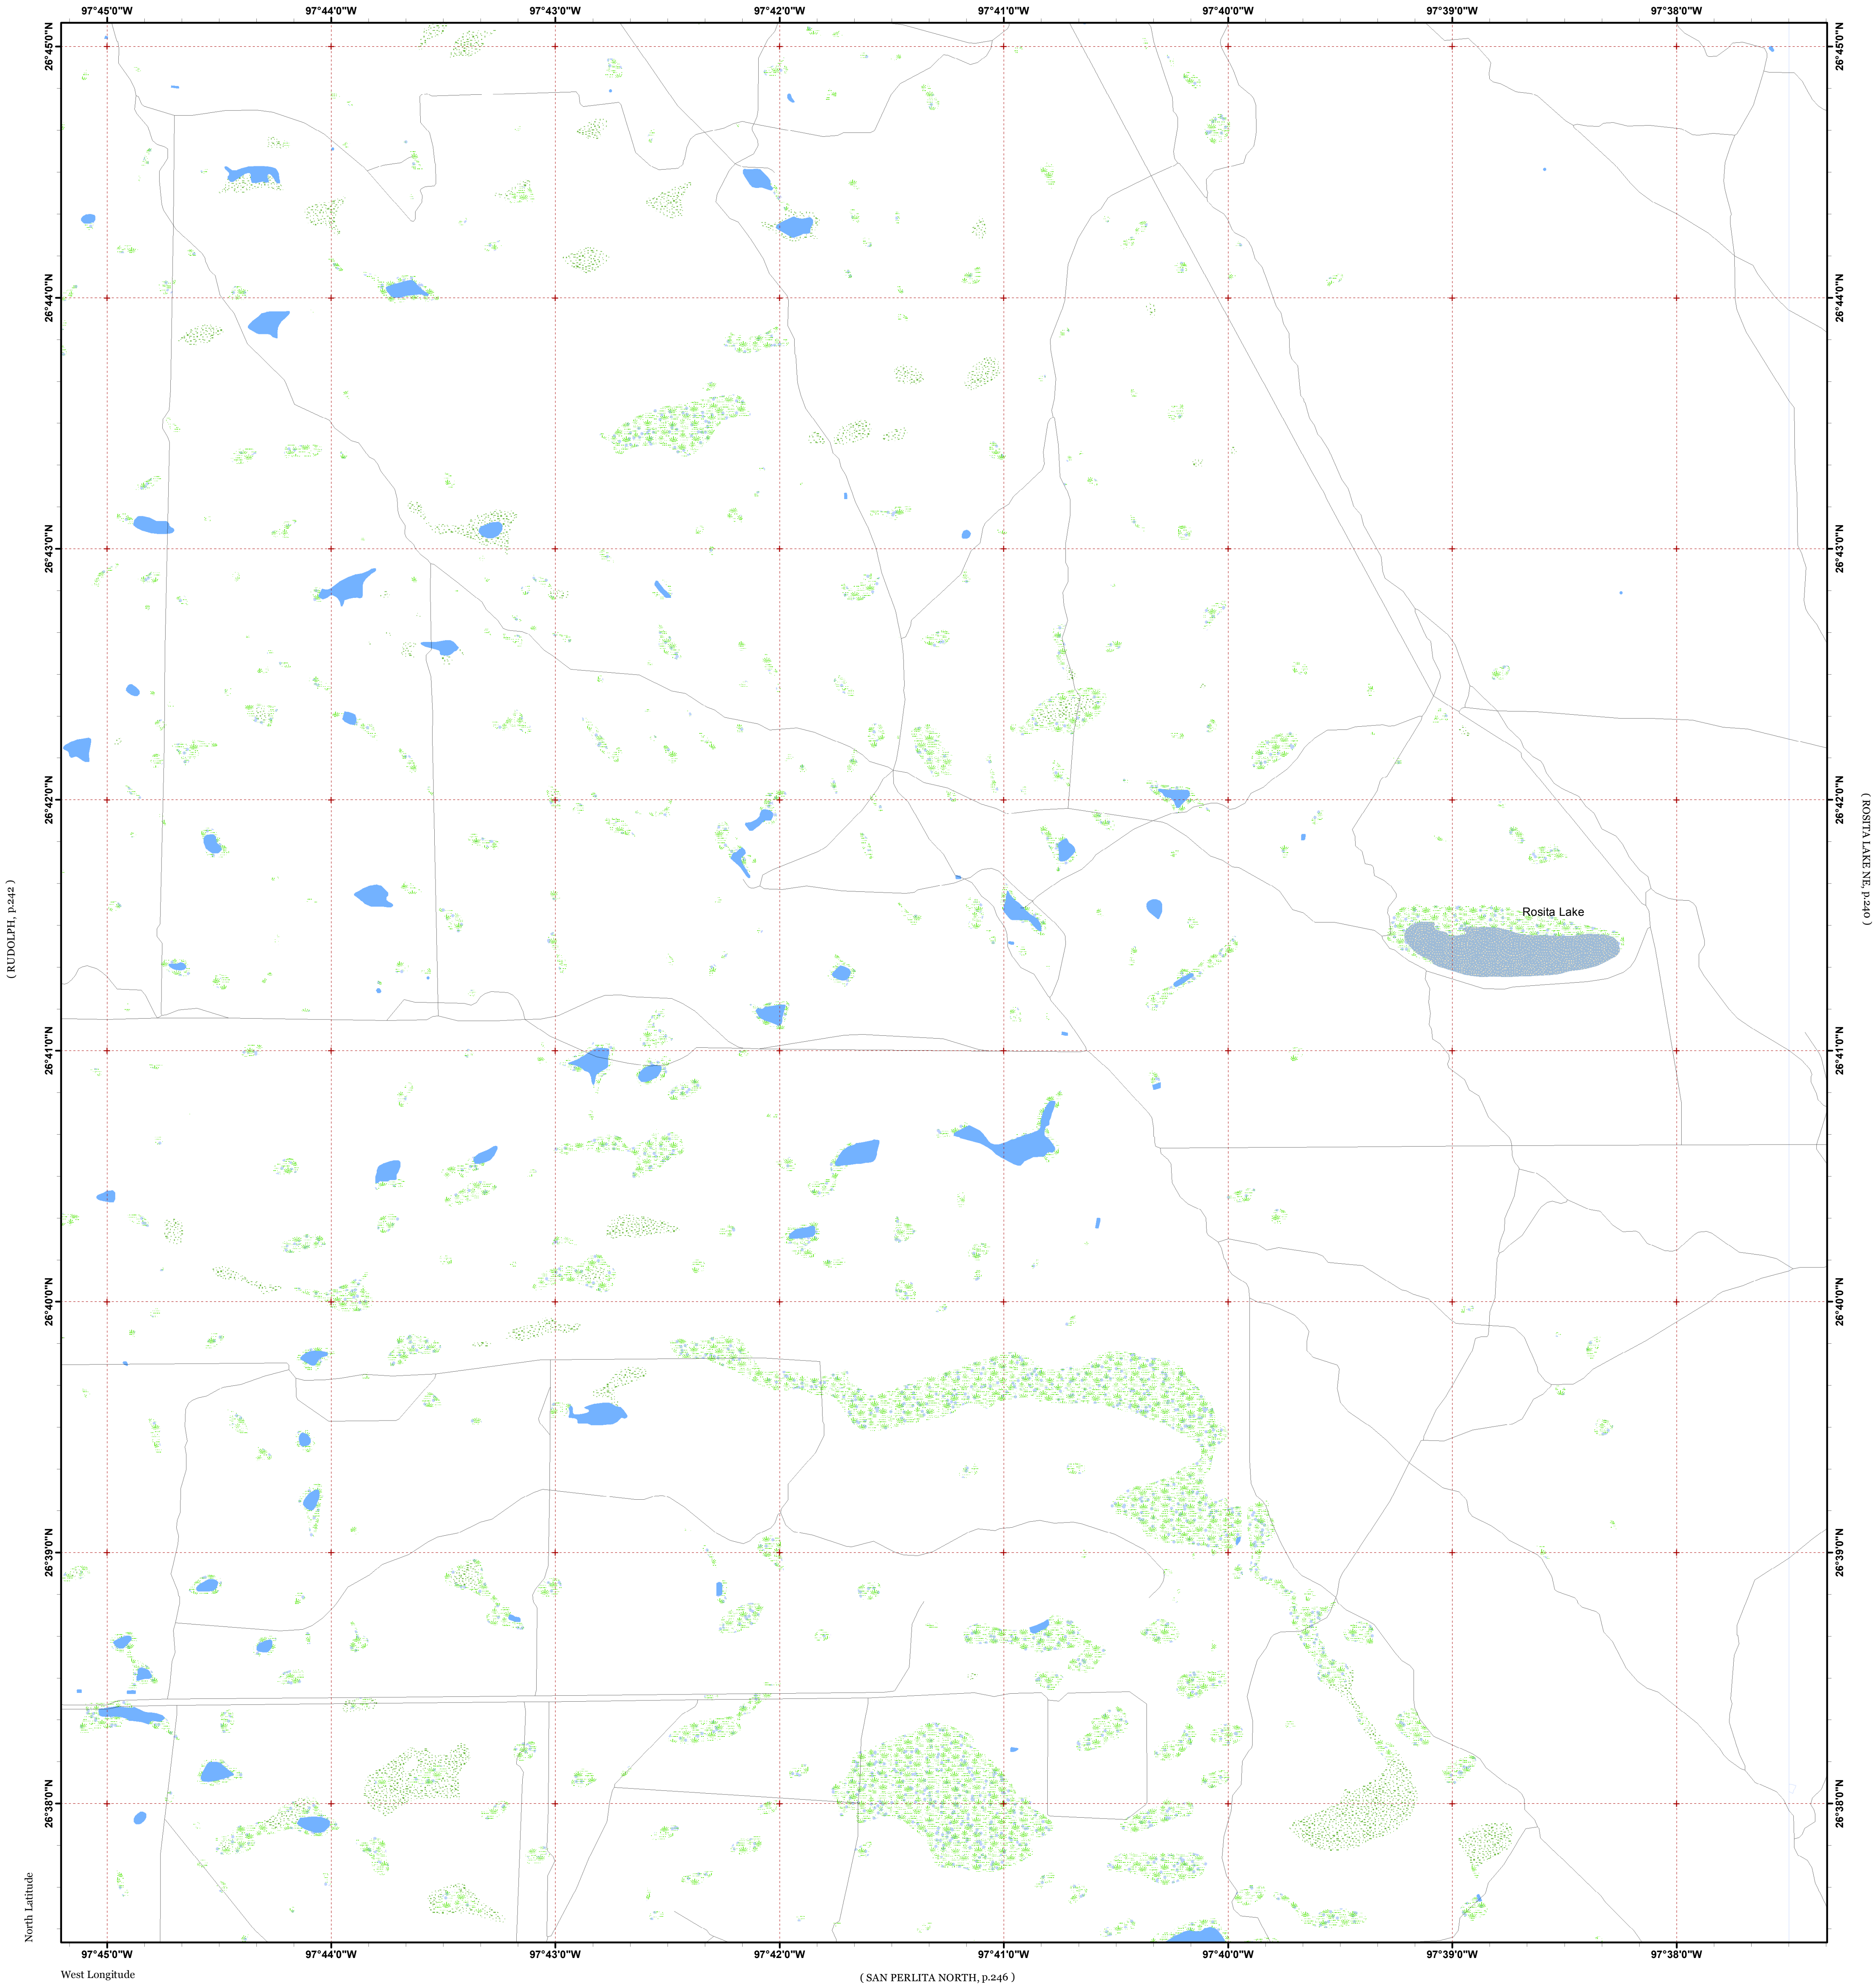 97°45'0"W 97°44'0"W 97°43'0"W 97°42'0"W 97°41'0"W 97°40'0"W 97°39'0"W 97°38'0"W
26°45'0"N 26°45'0"N
26°44'0"N 26°44'0"N
26°43'0"N 26°43'0"N
26°42'0"N 26°42'0"N
( RUDOLPH, p.242 )
( ROSITA LAKE NE, p.240 )
Rosita Lake
26°41'0"N 26°41'0"N
26°40'0"N 26°40'0"N
26°39'0"N 26°39'0"N
26°38'0"N 26°38'0"N
North Latitude
97°45'0"W 97°44'0"W 97°43'0"W 97°42'0"W 97°41'0"W 97°40'0"W 97°39'0"W 97°38'0"W
West Longitude
( SAN PERLITA NORTH, p.246 )